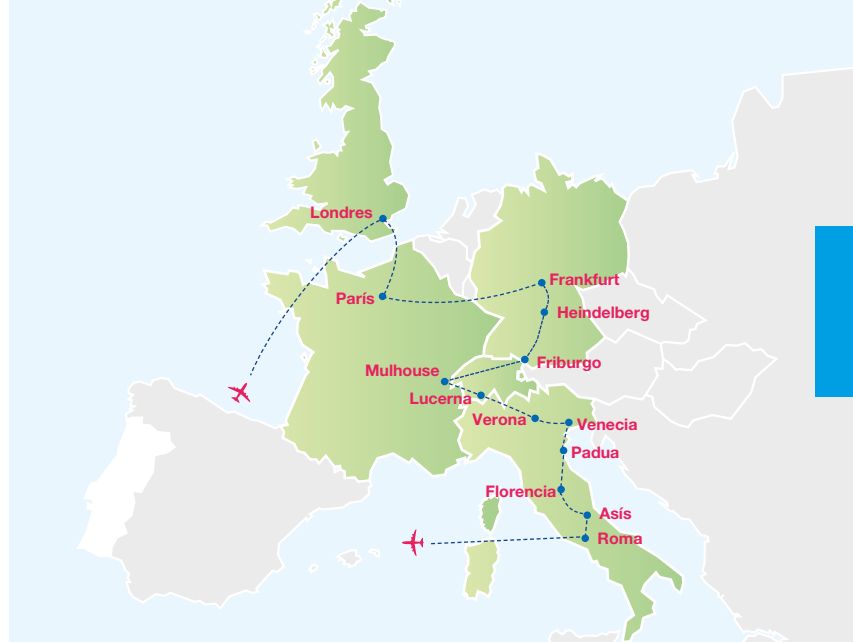 Londres
Frankfurt
París
Heindelberg
Friburgo
Mulhouse
Lucerna
Verona
Venecia
Padua
Florencia
Asís
Roma